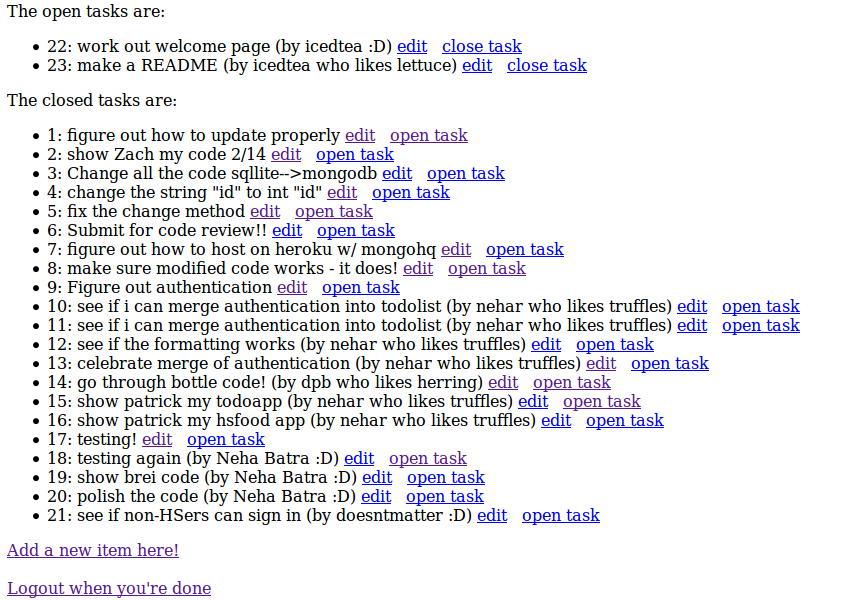 The open tasks are:
22: work out welcome page (by icedtea :D) edit close task
23: make a README (by icedtea who likes lettuce) edit close task
The closed tasks are:
1: figure out how to update properly edit open task
2: show Zach my code 2/14 edit open task
3: Change all the code sqllite-->mongodb edit open task
4: change the string "id" to int "id" edit open task
5: fix the change method edit open task
6: Submit for code review!! edit open task
7: figure out how to host on heroku w/ mongohq edit open task
8: make sure modified code works - it does! edit open task
9: Figure out authentication edit open task
10: see if i can merge authentication into todolist (by nehar who likes truffles) edit open task
11: see if i can merge authentication into todolist (by nehar who likes truffles) edit open task
12: see if the formatting works (by nehar who likes truffles) edit open task
13: celebrate merge of authentication (by nehar who likes truffles) edit open task
14: go through bottle code! (by dpb who likes herring) edit open task
15: show patrick my todoapp (by nehar who likes truffles) edit open task
16: show patrick my hsfood app (by nehar who likes truffles) edit open task
17: testing! edit open task
18: testing again (by Neha Batra :D) edit open task
19: show brei code (by Neha Batra :D) edit open task
20: polish the code (by Neha Batra :D) edit open task
21: see if non-HSers can sign in (by doesntmatter :D) edit open task
Add a new item here!
Logout when you're done